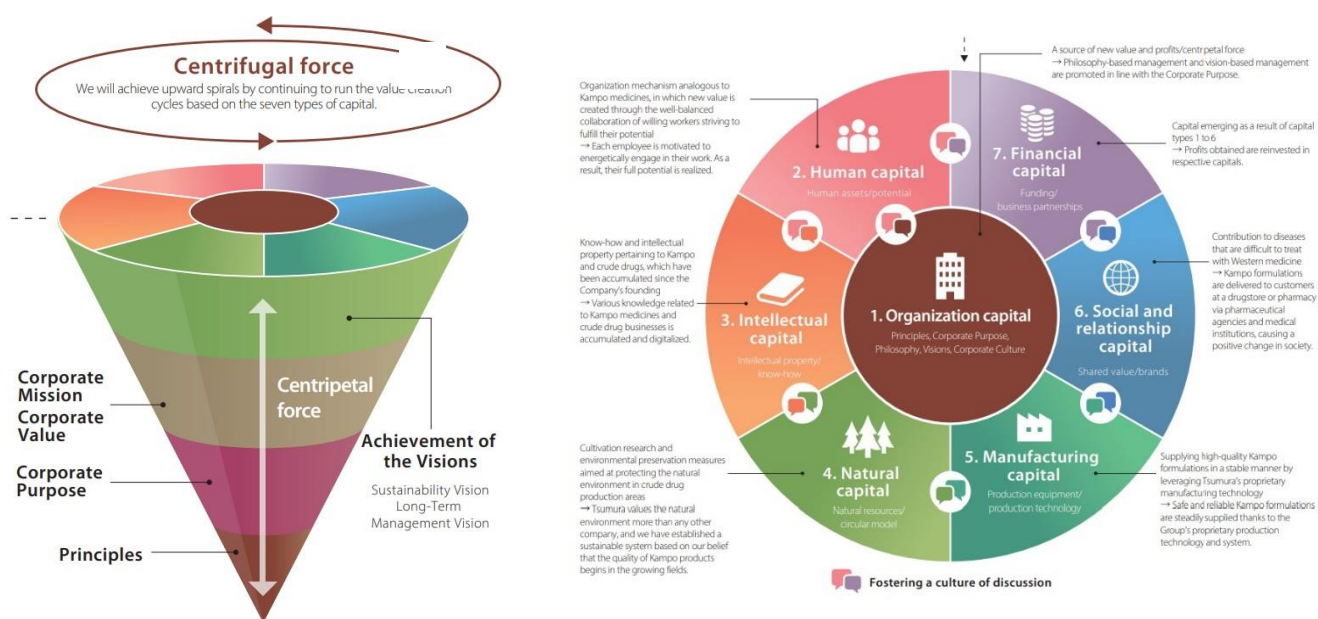 Centrifugal force
We will achieve upward spirals by continuing to run the value creation
cycles based on the seven types of capital.
Centripetal
force
Corporate
Mission
Corporate
Value
Corporate
Purpose
Principles
Achievement of
the Visions
Sustainability Vision
Long-Term
Management Vision
Organization mechanism analogous to
Kampo medicines, in which new value is
created through the well-balanced
collaboration of willing workers striving to
fulfill their potential
→ Each employee is motivated to
energetically engage in their work. As a
result, their full potential is realized.
Know-how and intellectual
property pertaining to Kampo
and crude drugs, which have
been accumulated since the
Company's founding
→ Various knowledge related
to Kampo medicines and
crude drug businesses is
accumulated and digitalized.
Cultivation research and
environmental preservation measures
aimed at protecting the natural
environment in crude drug
production areas
→ Tsumura values the natural
environment more than any other
company, and we have established a
sustainable system based on our belief
that the quality of Kampo products
begins in the growing fields.
2. Human capital
Human assets/potential
7. Financial
capital
Funding/
business partnerships
3. Intellectual
capital
Intellectual property/
know-how
1. Organization capital
Principles, Corporate Purpose,
Philosophy, Visions, Corporate Culture
6. Social and
relationship
capital
Shared value/brands
4. Natural
capital
Natural resources/
circular model
5. Manufacturing
capital
Production equipment/
production technology
A source of new value and profits/centrpetal force
→ Philosophy-based management and vision-based management
are promoted in line with the Corporate Purpose.
Capital emerging as a result of capital
types 1 to 6
→ Profits obtained are reinvested in
respective capitals.
Contribution to diseases
that are difficult to treat
with Western medicine
→ Kampo formulations
are delivered to customers
at a drugstore or pharmacy
via pharmaceutical
agencies and medical
institutions, causing a
positive change in society.
Supplying high-quality Kampo
formulations in a stable manner by
leveraging Tsumura's proprietary
manufacturing technology
→ Safe and reliable Kampo formulations
are steadily supplied thanks to the
Group's proprietary production
technology and system.
Fostering a culture of discussion